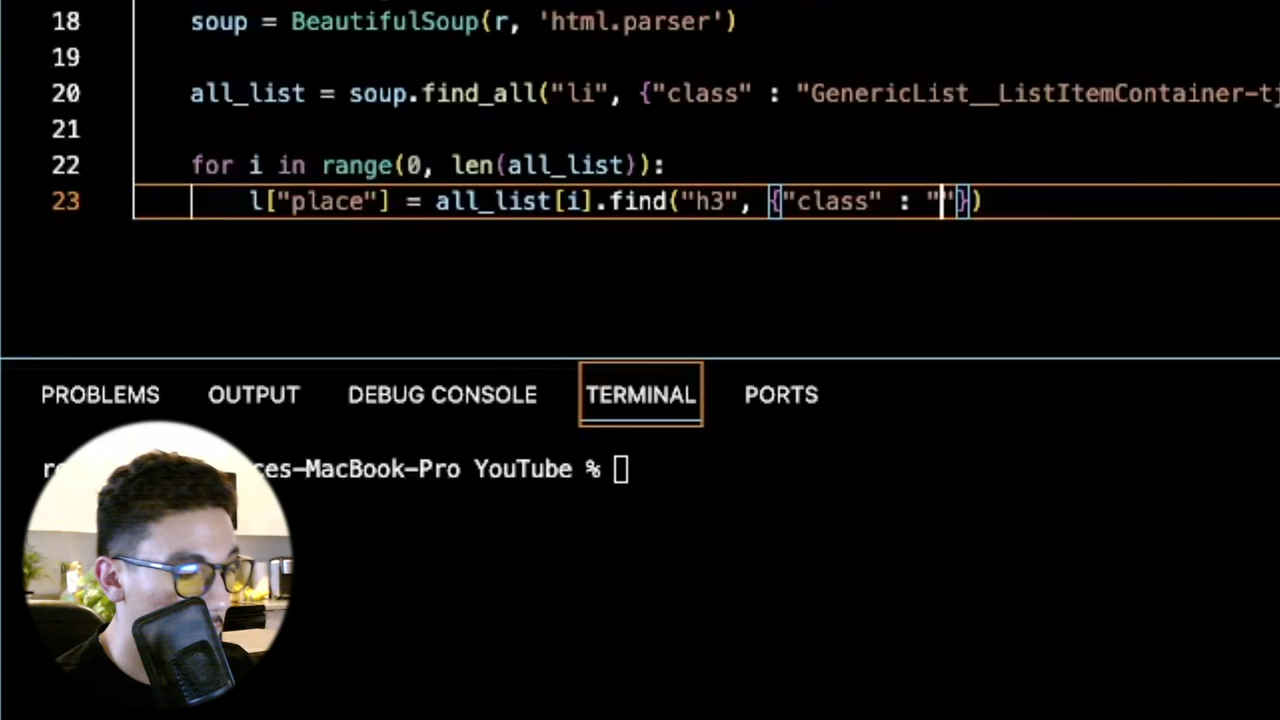 18 soup = BeautifulSoup(r, 'html.parser')
19
20 all_list = soup.find_all("li", {"class" : "GenericList__ListItemContainer-tj
21
22 for i in range(0, len(all_list)):
23 l["place"] = all_list[i].find("h3", {"class" : ""})
PROBLEMS OUTPUT DEBUG CONSOLE TERMINAL PORTS
ces-MacBook-Pro YouTube %